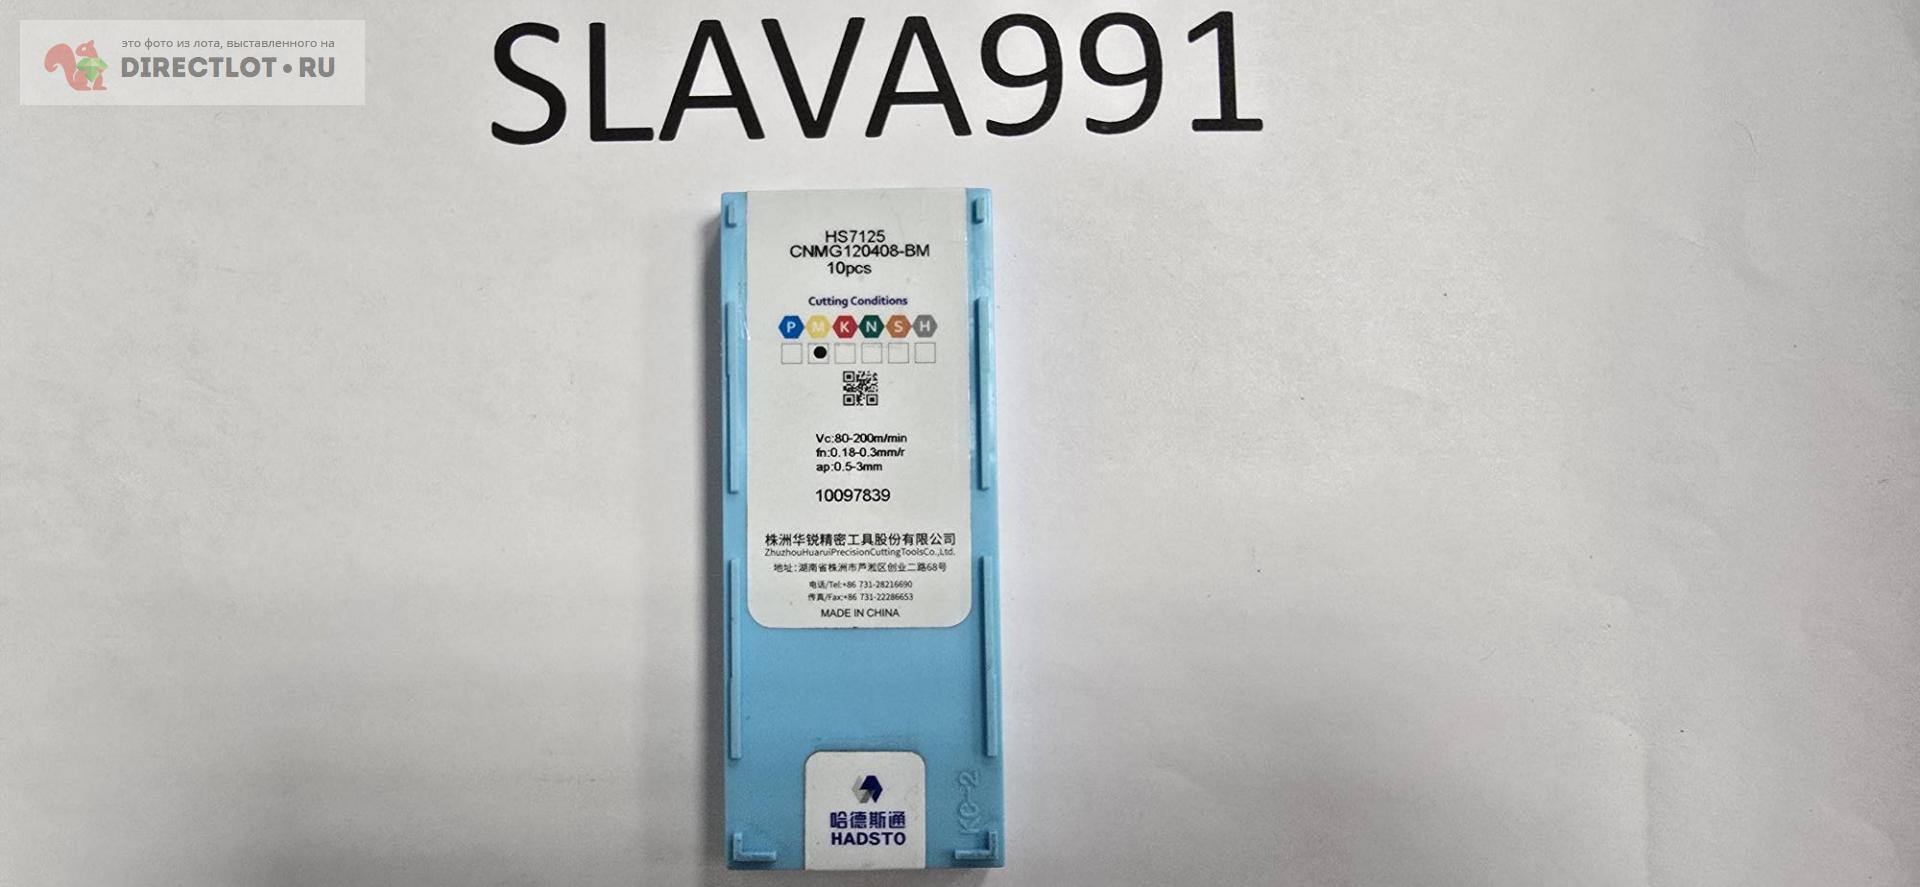 это фото из лота, выставленного на
DIRECTLOT•RU
SLAVA991
HS7125
CNMG120408-BM
10pcs
Cutting Conditions
P M K N S H
Vc:80-200m/min
fn:0.18-0.3mm/r
ap:0.5-3mm
10097839
株洲华锐精密工具股份有限公司
ZhuzhouHuaruiPrecisionCuttingToolsCo.,Ltd.
地址：湖南省株洲市芦淞区创业二路68号
电话/Tel:+86 731-28216690
传真/Fax:+86 731-22286653
MADE IN CHINA
KC-2
哈德斯通
HADSTO